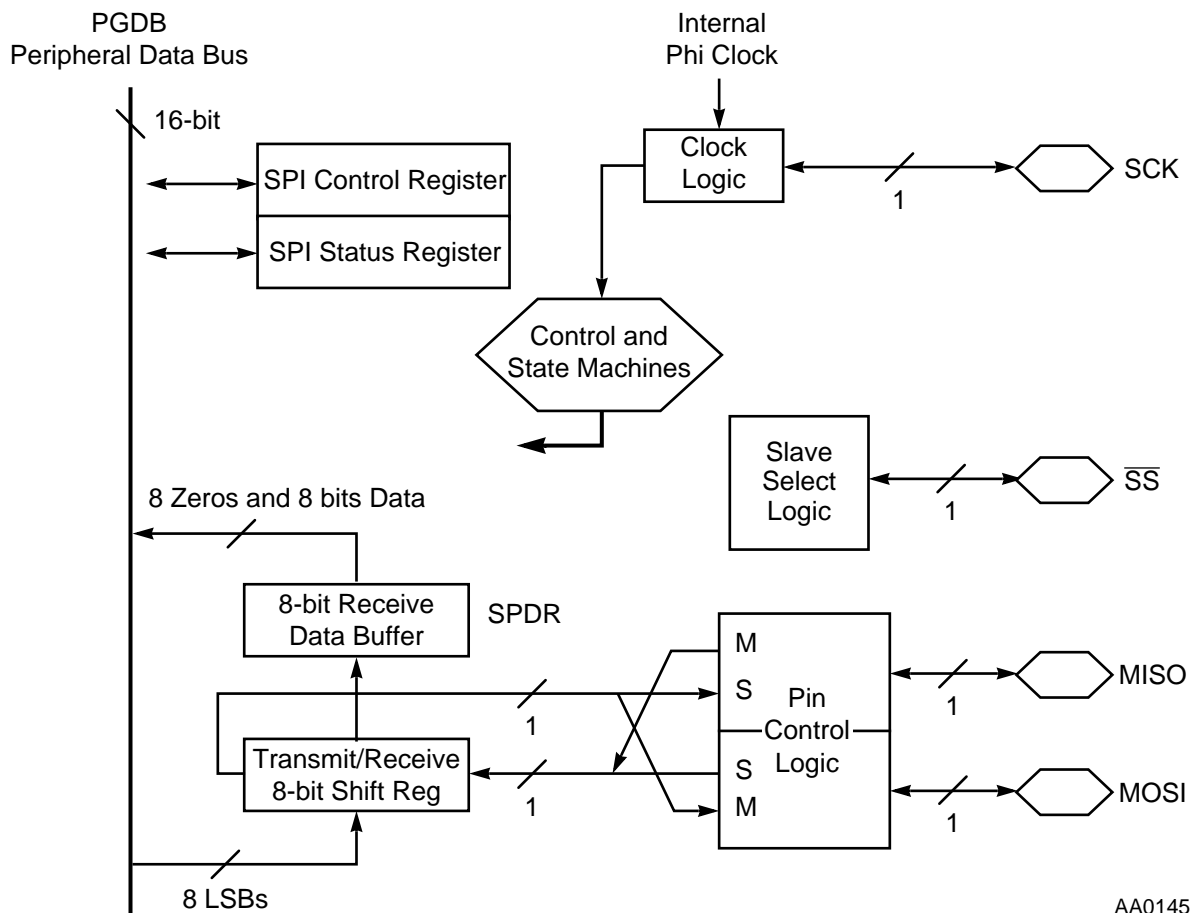 PGDB
Peripheral Data Bus
16-bit
SPI Control Register
SPI Status Register
Internal
Phi Clock
Clock
Logic
1
SCK
Control and
State Machines
Slave
Select
Logic
1
S̅S̅
8 Zeros and 8 bits Data
8-bit Receive
Data Buffer
SPDR
Transmit/Receive
8-bit Shift Reg
8 LSBs
1
1
M
S
Pin
Control
Logic
S
M
1
MISO
1
MOSI
AA0145